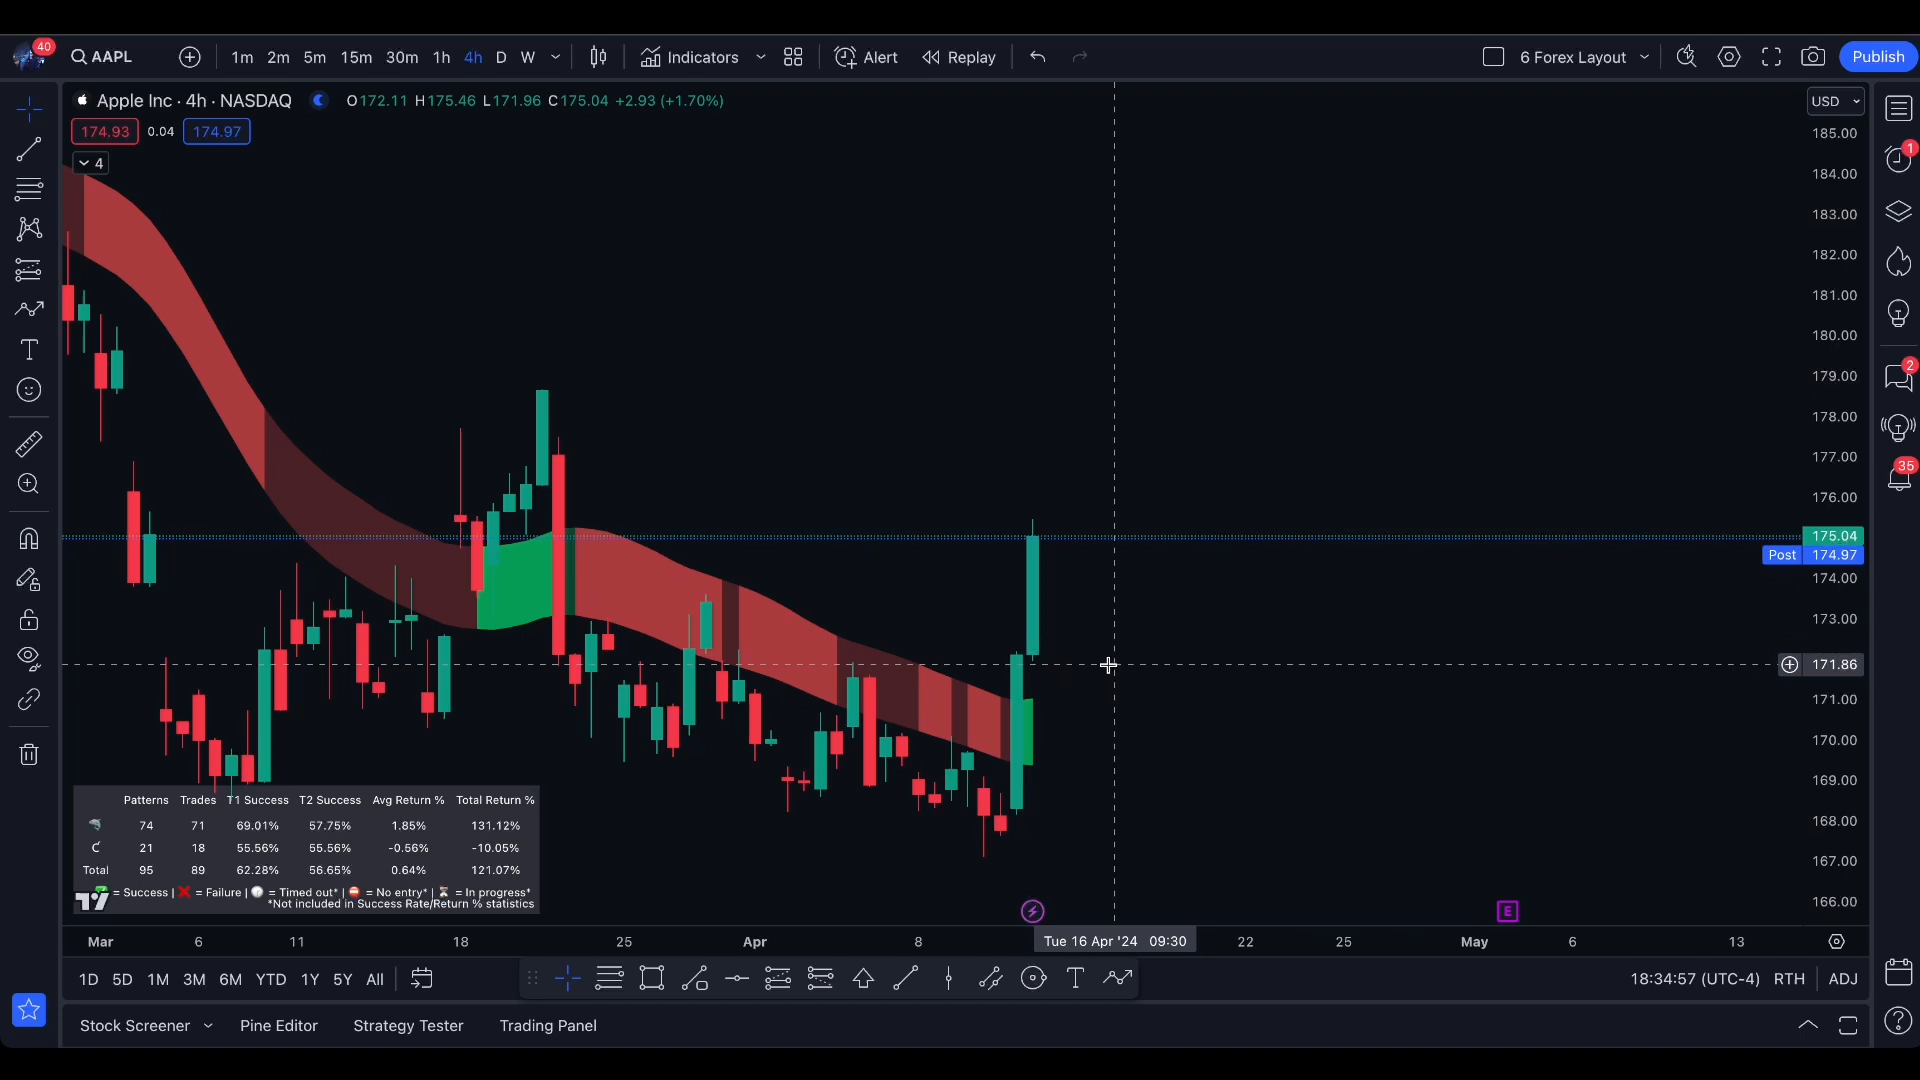 40
AAPL
1m 2m 5m 15m 30m 1h 4h D W
Indicators
Alert
Replay
6 Forex Layout
Publish
Apple Inc · 4h · NASDAQ
O172.11 H175.46 L171.96 C175.04 +2.93 (+1.70%)
USD
174.93 0.04 174.97
4
185.00
184.00
183.00
182.00
181.00
180.00
179.00
178.00
177.00
176.00
175.04
Post 174.97
174.00
173.00
171.86
171.00
170.00
169.00
168.00
167.00
166.00
1
2
35
Patterns Trades T1 Success T2 Success Avg Return % Total Return %
74 71 69.01% 57.75% 1.85% 131.12%
21 18 55.56% 55.56% -0.56% -10.05%
Total 95 89 62.28% 56.65% 0.64% 121.07%
= Success | = Failure | = Timed out* | = No entry* | = In progress*
*Not included in Success Rate/Return % statistics
E
Mar 6 11 18 25 Apr 8 Tue 16 Apr '24 09:30 22 25 May 6 13
1D 5D 1M 3M 6M YTD 1Y 5Y All
18:34:57 (UTC-4) RTH ADJ
Stock Screener Pine Editor Strategy Tester Trading Panel